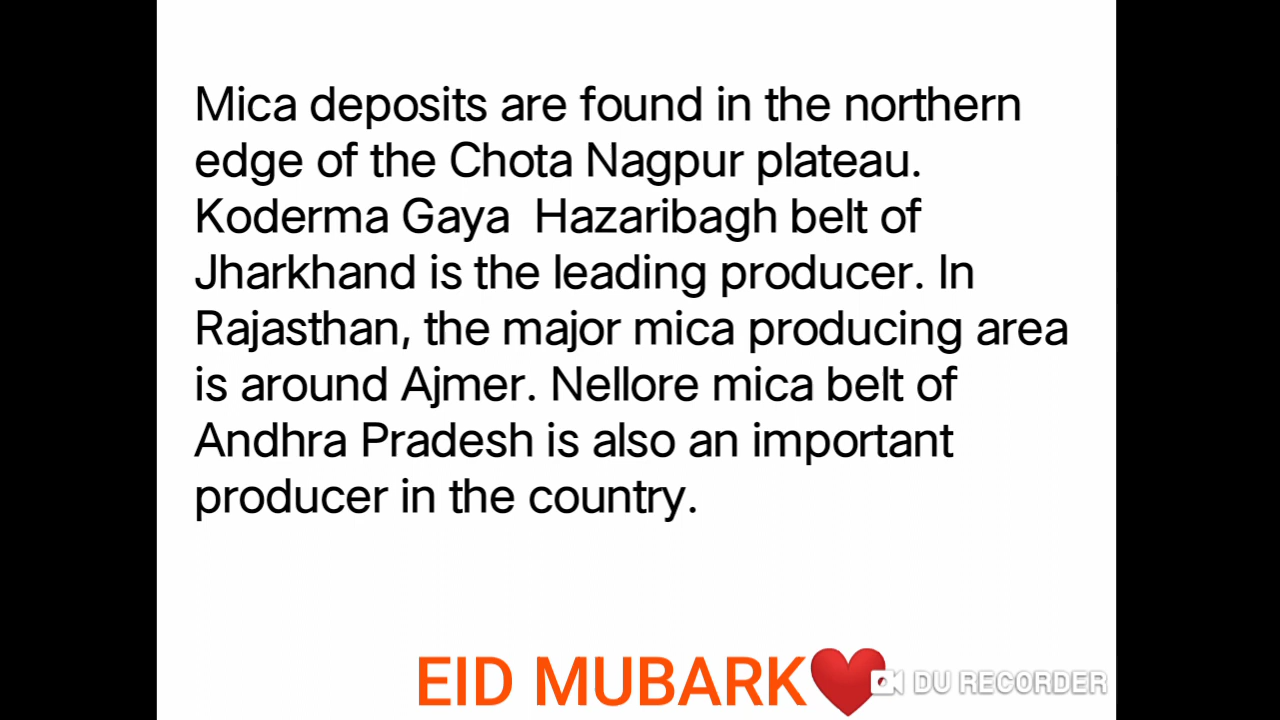 Mica deposits are found in the northern
edge of the Chota Nagpur plateau.
Koderma Gaya  Hazaribagh belt of
Jharkhand is the leading producer. In
Rajasthan, the major mica producing area
is around Ajmer. Nellore mica belt of
Andhra Pradesh is also an important
producer in the country.
EID MUBARK❤️
DU RECORDER